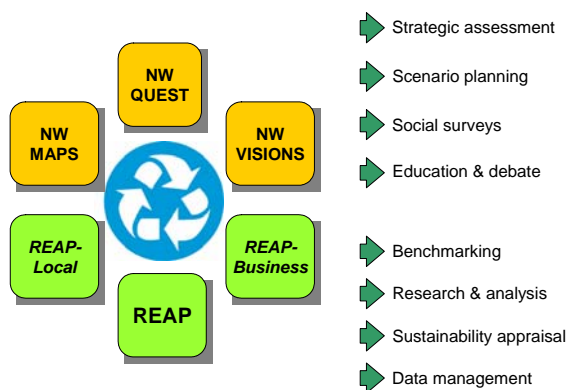 NW
QUEST
NW
MAPS
NW
VISIONS
REAP-
Local
REAP-
Business
REAP
Strategic assessment
Scenario planning
Social surveys
Education & debate
Benchmarking
Research & analysis
Sustainability appraisal
Data management